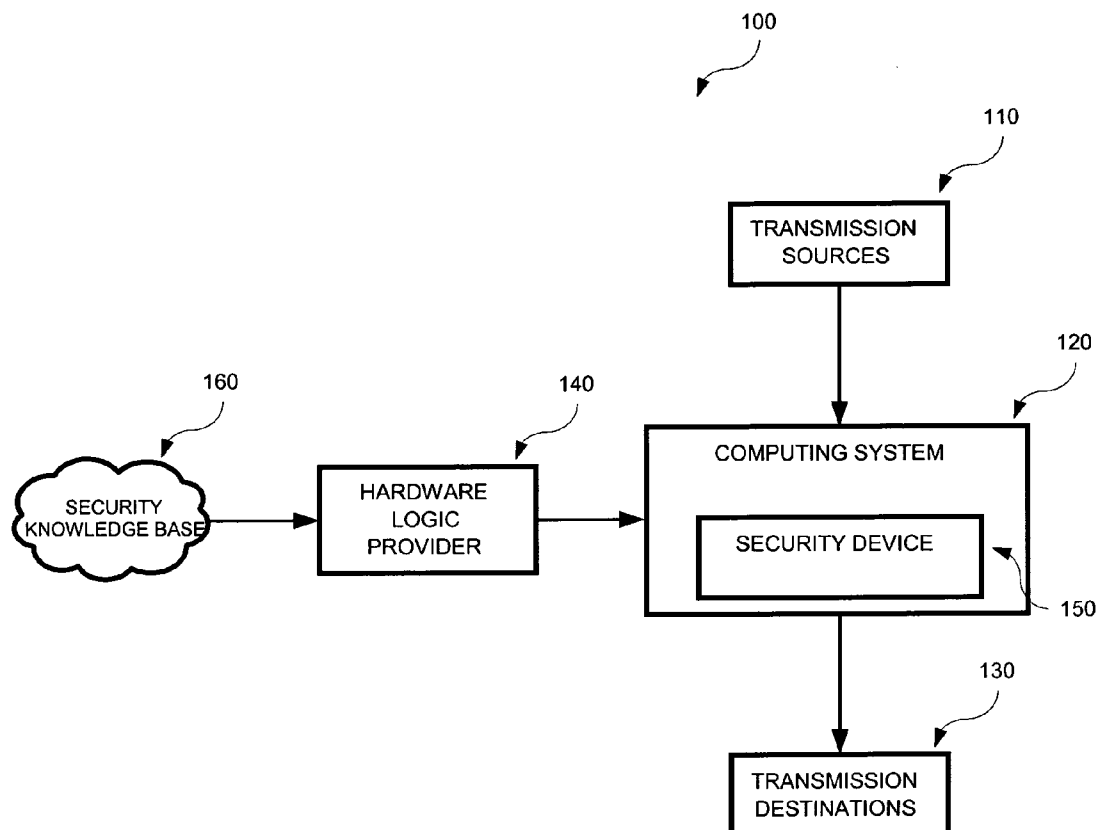 100
110
TRANSMISSION
SOURCES
120
160
140
COMPUTING SYSTEM
SECURITY
KNOWLEDGE BASE
HARDWARE
LOGIC
PROVIDER
SECURITY DEVICE
150
130
TRANSMISSION
DESTINATIONS